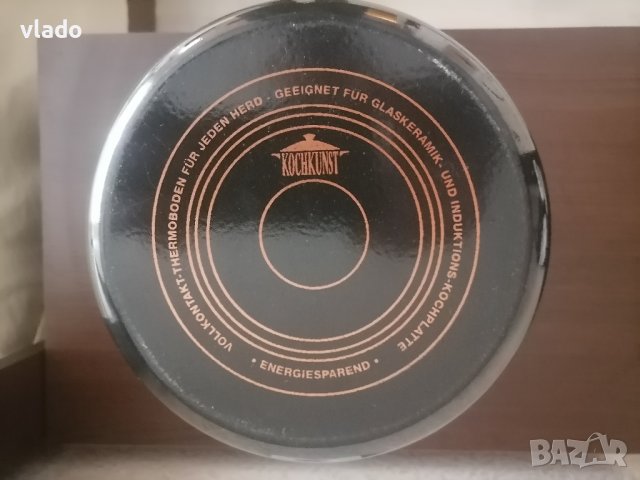 vlado
VOLLKONTAKT-THERMOBODEN FÜR JEDEN HERD · GEEIGNET FÜR GLASKERAMIK- UND INDUKTIONS-KOCHPLATTE
KOCHKUNST
· ENERGIESPAREND ·
BAZAR